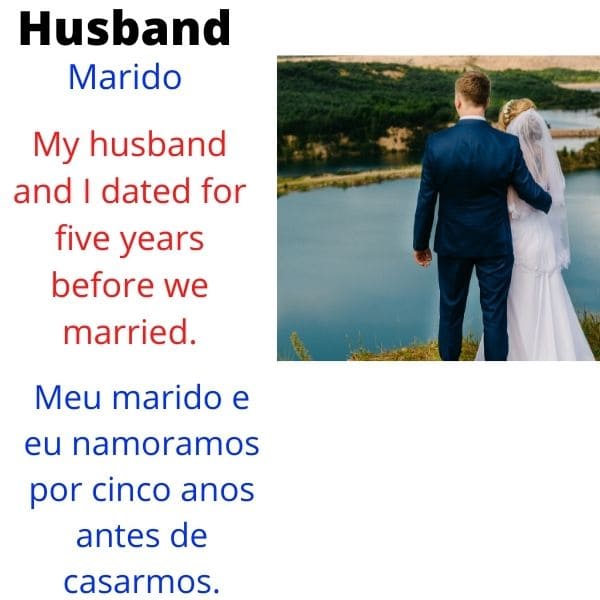 Husband
Marido
My husband
and I dated for
five years
before we
married.
Meu marido e
eu namoramos
por cinco anos
antes de
casarmos.